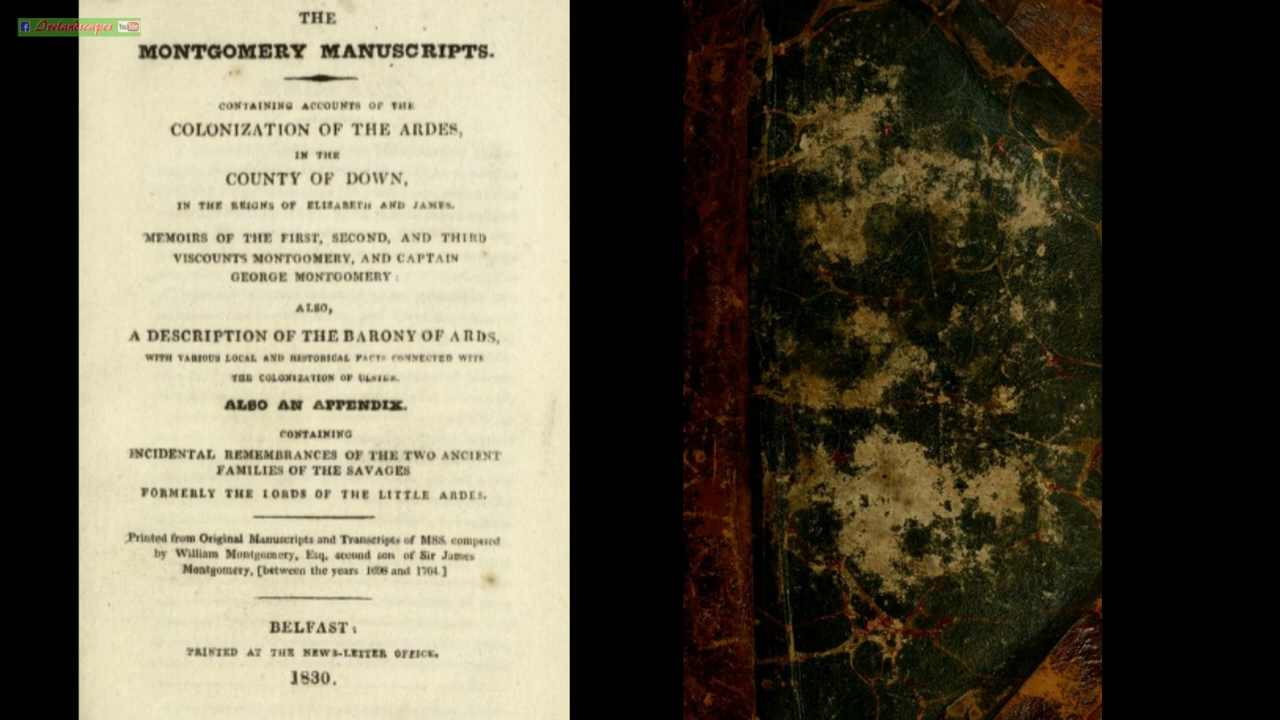 Irelandscapes YouTube
THE
MONTGOMERY MANUSCRIPTS.
CONTAINING ACCOUNTS OF THE
COLONIZATION OF THE ARDES,
IN THE
COUNTY OF DOWN,
IN THE REIGNS OF ELIZABETH AND JAMES.
MEMOIRS OF THE FIRST, SECOND, AND THIRD
VISCOUNTS MONTGOMERY, AND CAPTAIN
GEORGE MONTGOMERY:
ALSO,
A DESCRIPTION OF THE BARONY OF ARDS,
WITH VARIOUS LOCAL AND HISTORICAL FACTS CONNECTED WITH
THE COLONIZATION OF ULSTER.
ALSO AN APPENDIX.
CONTAINING
INCIDENTAL REMEMBRANCES OF THE TWO ANCIENT
FAMILIES OF THE SAVAGES
FORMERLY THE LORDS OF THE LITTLE ARDES.
Printed from Original Manuscripts and Transcripts of MSS. composed
by William Montgomery, Esq. second son of Sir James
Montgomery, [between the years 1698 and 1704.]
BELFAST:
PRINTED AT THE NEWS-LETTER OFFICE.
1830.